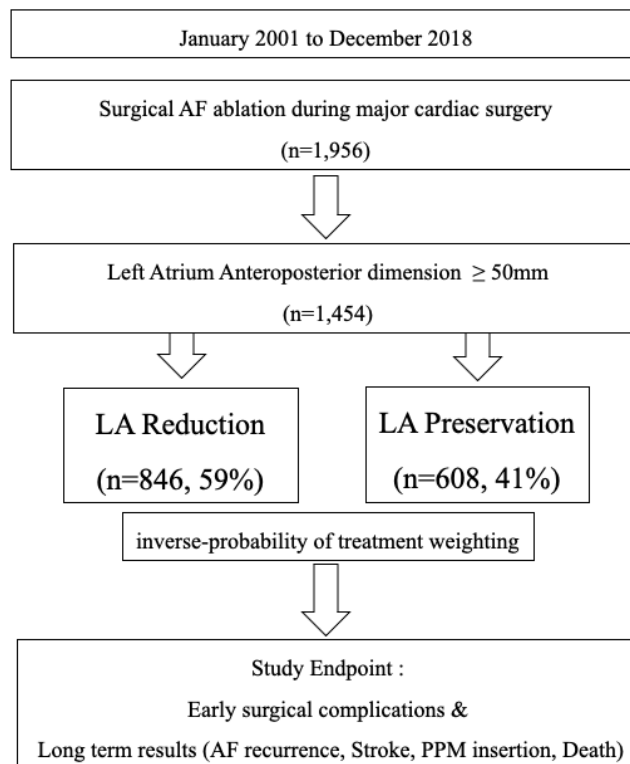 January 2001 to December 2018
Surgical AF ablation during major cardiac surgery
(n=1,956)
Left Atrium Anteroposterior dimension ≥ 50mm
(n=1,454)
LA Reduction
(n=846, 59%)
LA Preservation
(n=608, 41%)
inverse-probability of treatment weighting
Study Endpoint :
Early surgical complications &
Long term results (AF recurrence, Stroke, PPM insertion, Death)